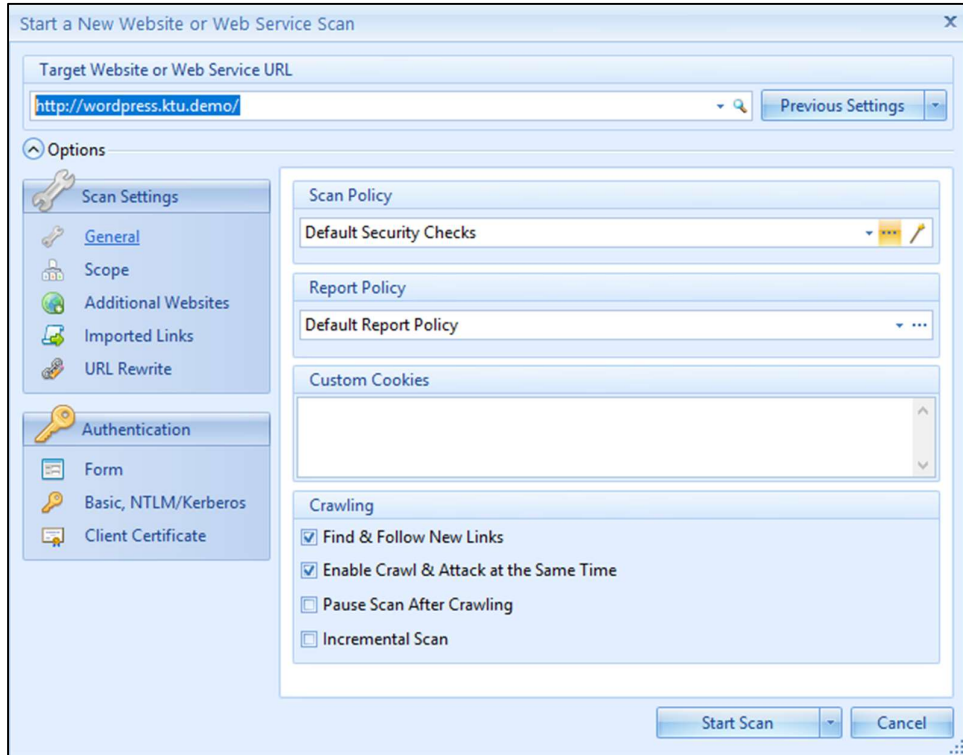 Start a New Website or Web Service Scan
Target Website or Web Service URL
http://wordpress.ktu.demo/
Previous Settings
Options
Scan Settings
General
Scope
Additional Websites
Imported Links
URL Rewrite
Authentication
Form
Basic, NTLM/Kerberos
Client Certificate
Scan Policy
Default Security Checks
Report Policy
Default Report Policy
Custom Cookies
Crawling
Find & Follow New Links
Enable Crawl & Attack at the Same Time
Pause Scan After Crawling
Incremental Scan
Start Scan
Cancel